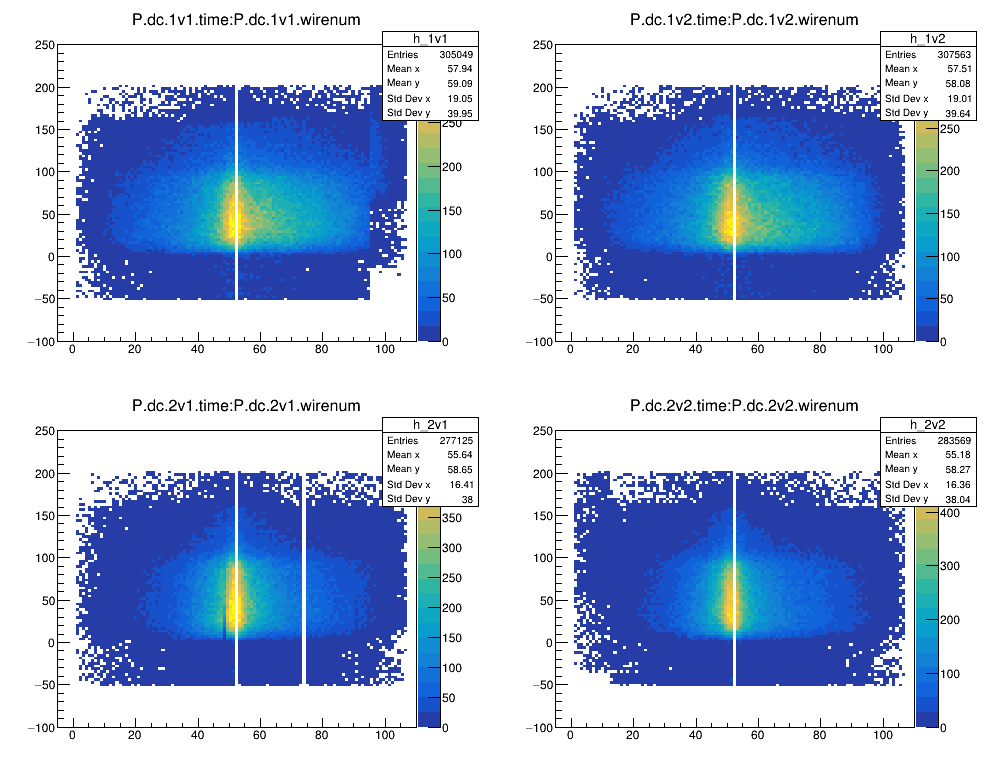 P.dc.1v1.time:P.dc.1v1.wirenum
h_1v1
Entries 305049
Mean x 57.94
Mean y 59.09
Std Dev x 19.05
Std Dev y 39.95
250
200
150
100
50
0
−50
−100
0 20 40 60 80 100
250
200
150
100
50
0
P.dc.1v2.time:P.dc.1v2.wirenum
h_1v2
Entries 307563
Mean x 57.51
Mean y 58.08
Std Dev x 19.01
Std Dev y 39.64
250
200
150
100
50
0
−50
−100
0 20 40 60 80 100
250
200
150
100
50
0
P.dc.2v1.time:P.dc.2v1.wirenum
h_2v1
Entries 277125
Mean x 55.64
Mean y 58.65
Std Dev x 16.41
Std Dev y 38
250
200
150
100
50
0
−50
−100
0 20 40 60 80 100
350
300
250
200
150
100
50
0
P.dc.2v2.time:P.dc.2v2.wirenum
h_2v2
Entries 283569
Mean x 55.18
Mean y 58.27
Std Dev x 16.36
Std Dev y 38.04
250
200
150
100
50
0
−50
−100
0 20 40 60 80 100
400
300
200
100
0